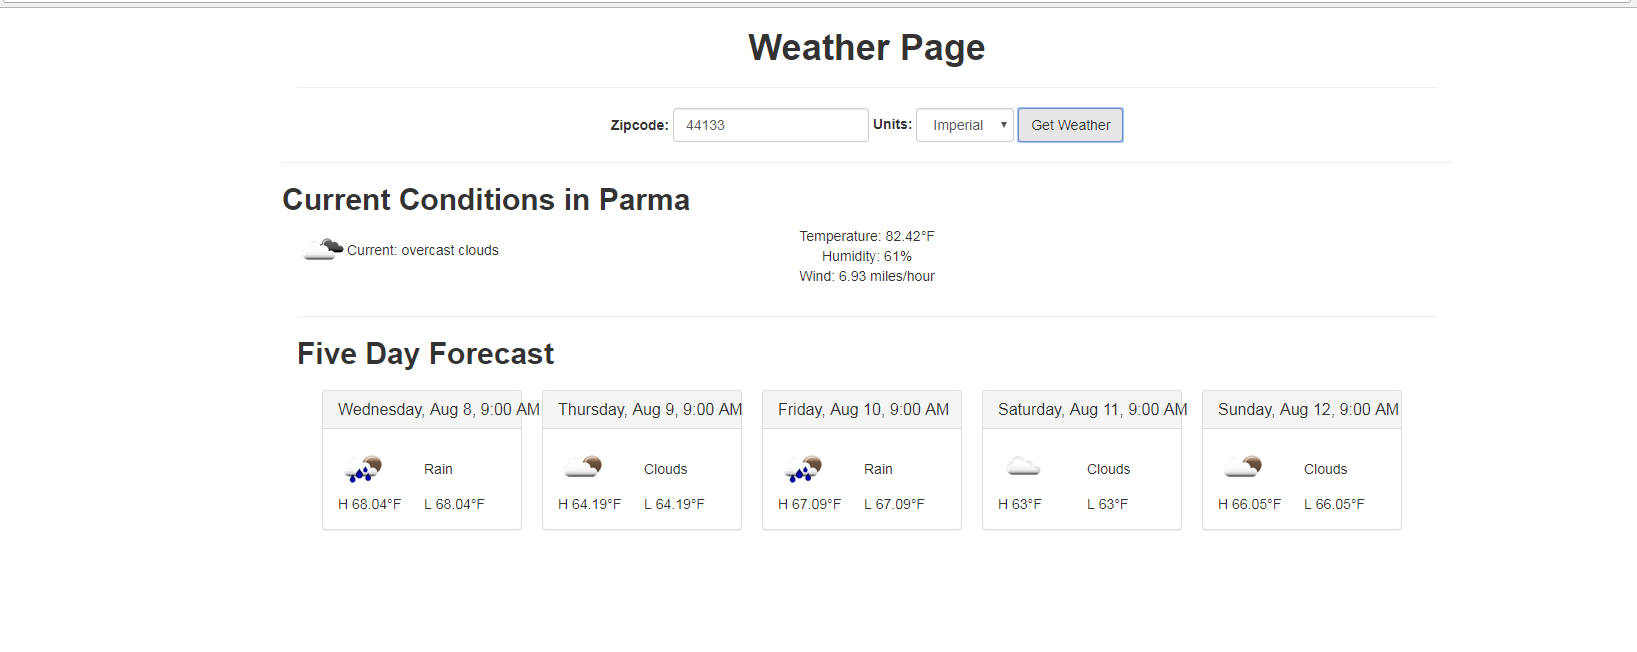 Weather Page
Zipcode: 44133 Units: Imperial Get Weather
Current Conditions in Parma
Current: overcast clouds
Temperature: 82.42°F
Humidity: 61%
Wind: 6.93 miles/hour
Five Day Forecast
Wednesday, Aug 8, 9:00 AM
Rain
H 68.04°F L 68.04°F
Thursday, Aug 9, 9:00 AM
Clouds
H 64.19°F L 64.19°F
Friday, Aug 10, 9:00 AM
Rain
H 67.09°F L 67.09°F
Saturday, Aug 11, 9:00 AM
Clouds
H 63°F L 63°F
Sunday, Aug 12, 9:00 AM
Clouds
H 66.05°F L 66.05°F